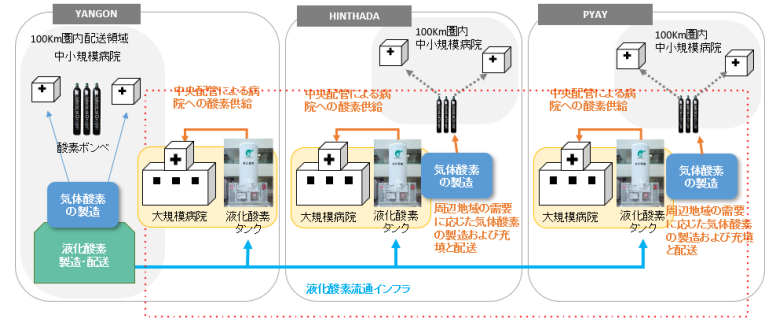 YANGON
100Km圏内配送領域
中小規模病院
酸素ボンベ
気体酸素
の製造
液化酸素
製造・配送
中央配管による病
院への酸素供給
大規模病院
液化酸素
タンク
HINTHADA
100Km圏内
中小規模病院
中央配管による病
院への酸素供給
大規模病院
液化酸素
タンク
気体酸素
の製造
周辺地域の需要
に応じた気体酸素
の製造および充
填と配送
PYAY
100Km圏内
中小規模病院
中央配管による病
院への酸素供給
大規模病院
液化酸素
タンク
気体酸素
の製造
周辺地域の需要
に応じた気体酸素
の製造および充填
と配送
液化酸素流通インフラ